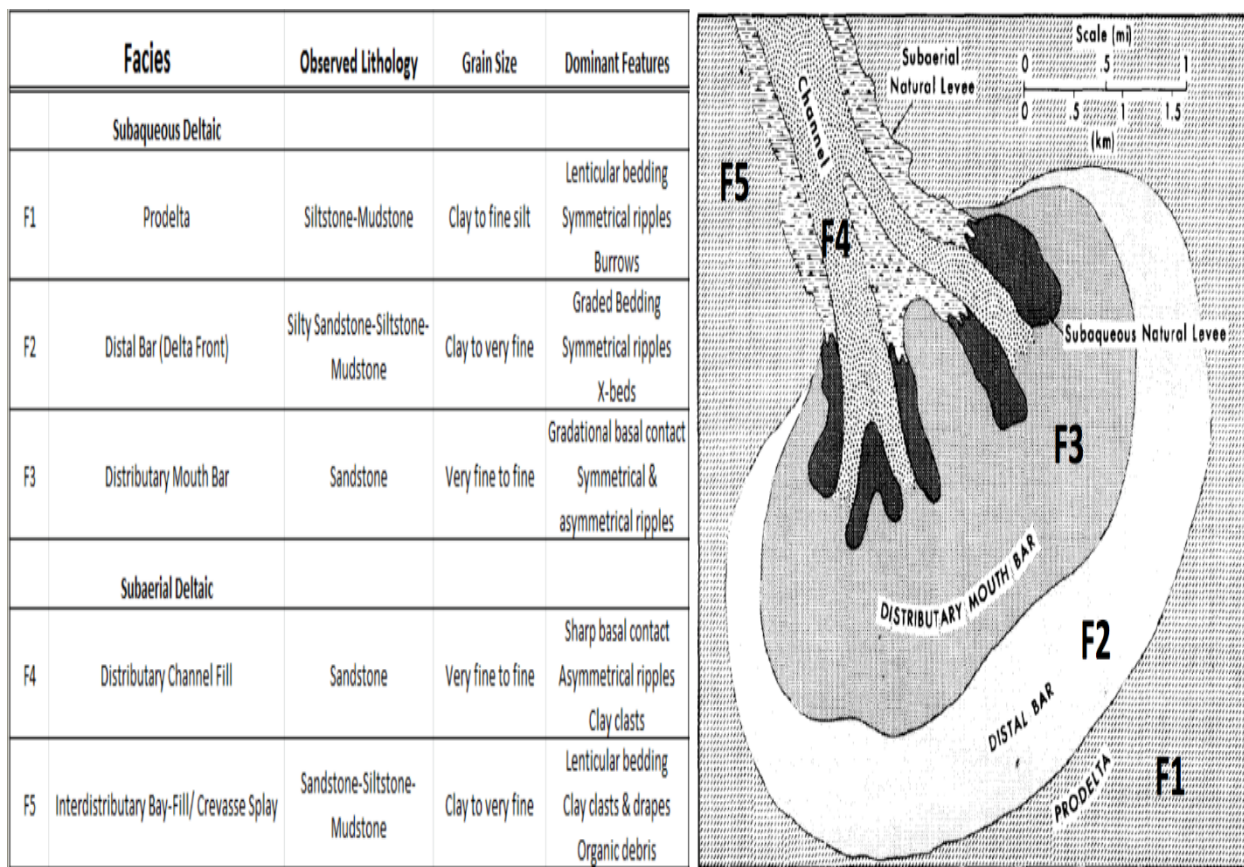 Facies Observed Lithology Grain Size Dominant Features
Subaqueous Deltaic
F1 Prodelta Siltstone-Mudstone Clay to fine silt Lenticular bedding
Symmetrical ripples
Burrows
F2 Distal Bar (Delta Front) Silty Sandstone-Siltstone-
Mudstone Clay to very fine Graded Bedding
Symmetrical ripples
X-beds
F3 Distributary Mouth Bar Sandstone Very fine to fine Gradational basal contact
Symmetrical &
asymmetrical ripples
Subaerial Deltaic
F4 Distributary Channel Fill Sandstone Very fine to fine Sharp basal contact
Asymmetrical ripples
Clay clasts
F5 Interdistributary Bay-Fill/ Crevasse Splay Sandstone-Siltstone-
Mudstone Clay to very fine Lenticular bedding
Clay clasts & drapes
Organic debris
Scale (mi)
0 .5 1
0 .5 1 1.5
(km)
Subaerial
Natural Levee
Channel
F5
F4
Subaqueous Natural Levee
F3
DISTRIBUTARY MOUTH BAR
F2
DISTAL BAR
F1
PRODELTA